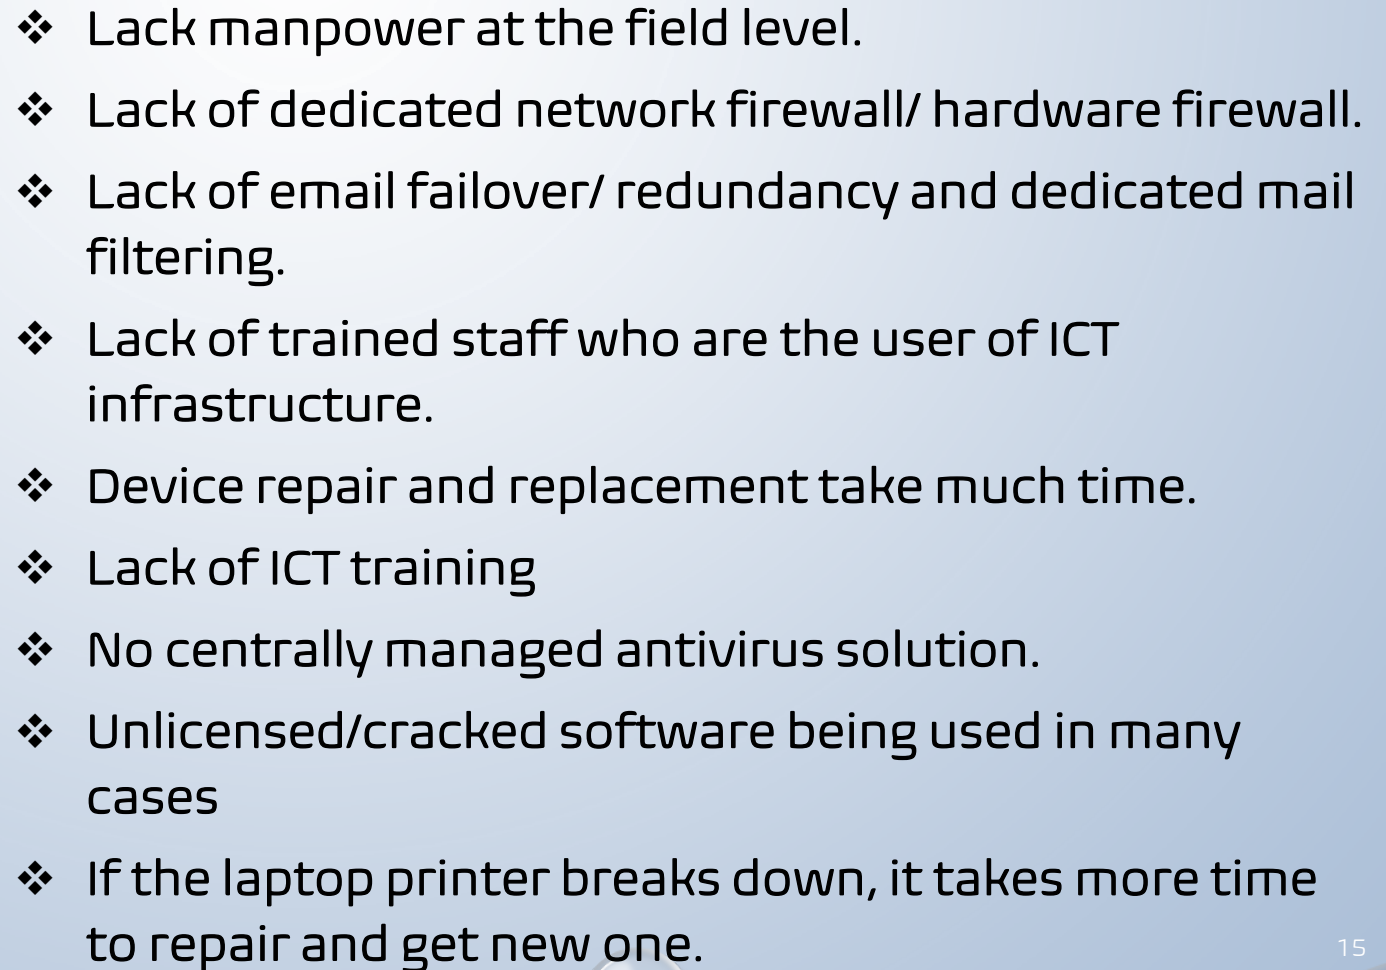 ❖ Lack manpower at the field level.
❖ Lack of dedicated network firewall/ hardware firewall.
❖ Lack of email failover/ redundancy and dedicated mail
filtering.
❖ Lack of trained staff who are the user of ICT
infrastructure.
❖ Device repair and replacement take much time.
❖ Lack of ICT training
❖ No centrally managed antivirus solution.
❖ Unlicensed/cracked software being used in many
cases
❖ If the laptop printer breaks down, it takes more time
to repair and get new one.
15